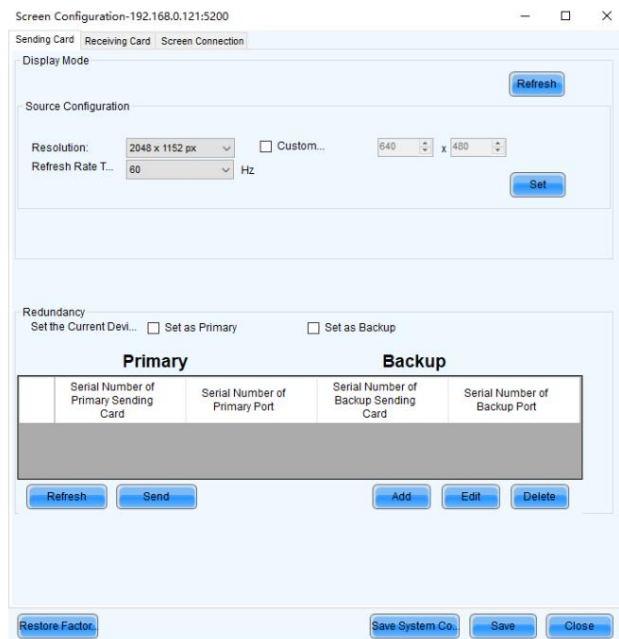 Screen Configuration-192.168.0.121:5200
Sending Card Receiving Card Screen Connection
Display Mode
Refresh
Source Configuration
Resolution: 2048 x 1152 px Custom... 640 x 480
Refresh Rate T... 60 Hz
Set
Redundancy
Set the Current Devi... Set as Primary Set as Backup
Primary Backup
Serial Number of Primary Sending Card Serial Number of Primary Port Serial Number of Backup Sending Card Serial Number of Backup Port
Refresh Send Add Edit Delete
Restore Factor.. Save System Co.. Save Close